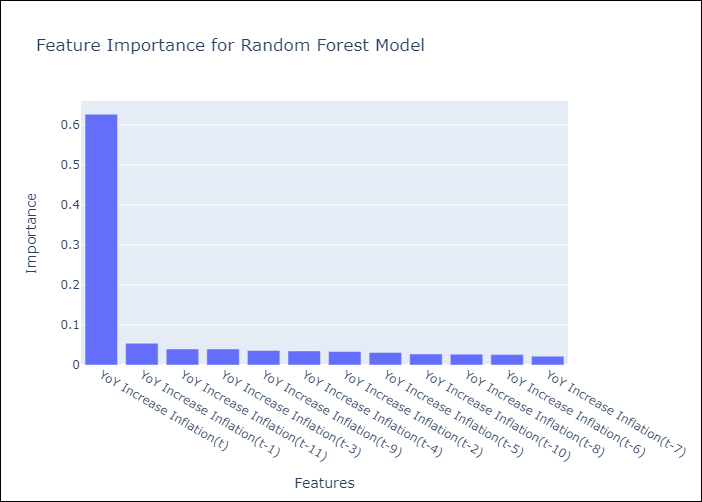 Feature Importance for Random Forest Model
Importance
0.6
0.5
0.4
0.3
0.2
0.1
0
YoY Increase Inflation(t)
YoY Increase Inflation(t-1)
YoY Increase Inflation(t-11)
YoY Increase Inflation(t-3)
YoY Increase Inflation(t-9)
YoY Increase Inflation(t-4)
YoY Increase Inflation(t-2)
YoY Increase Inflation(t-5)
YoY Increase Inflation(t-10)
YoY Increase Inflation(t-8)
YoY Increase Inflation(t-6)
YoY Increase Inflation(t-7)
Features